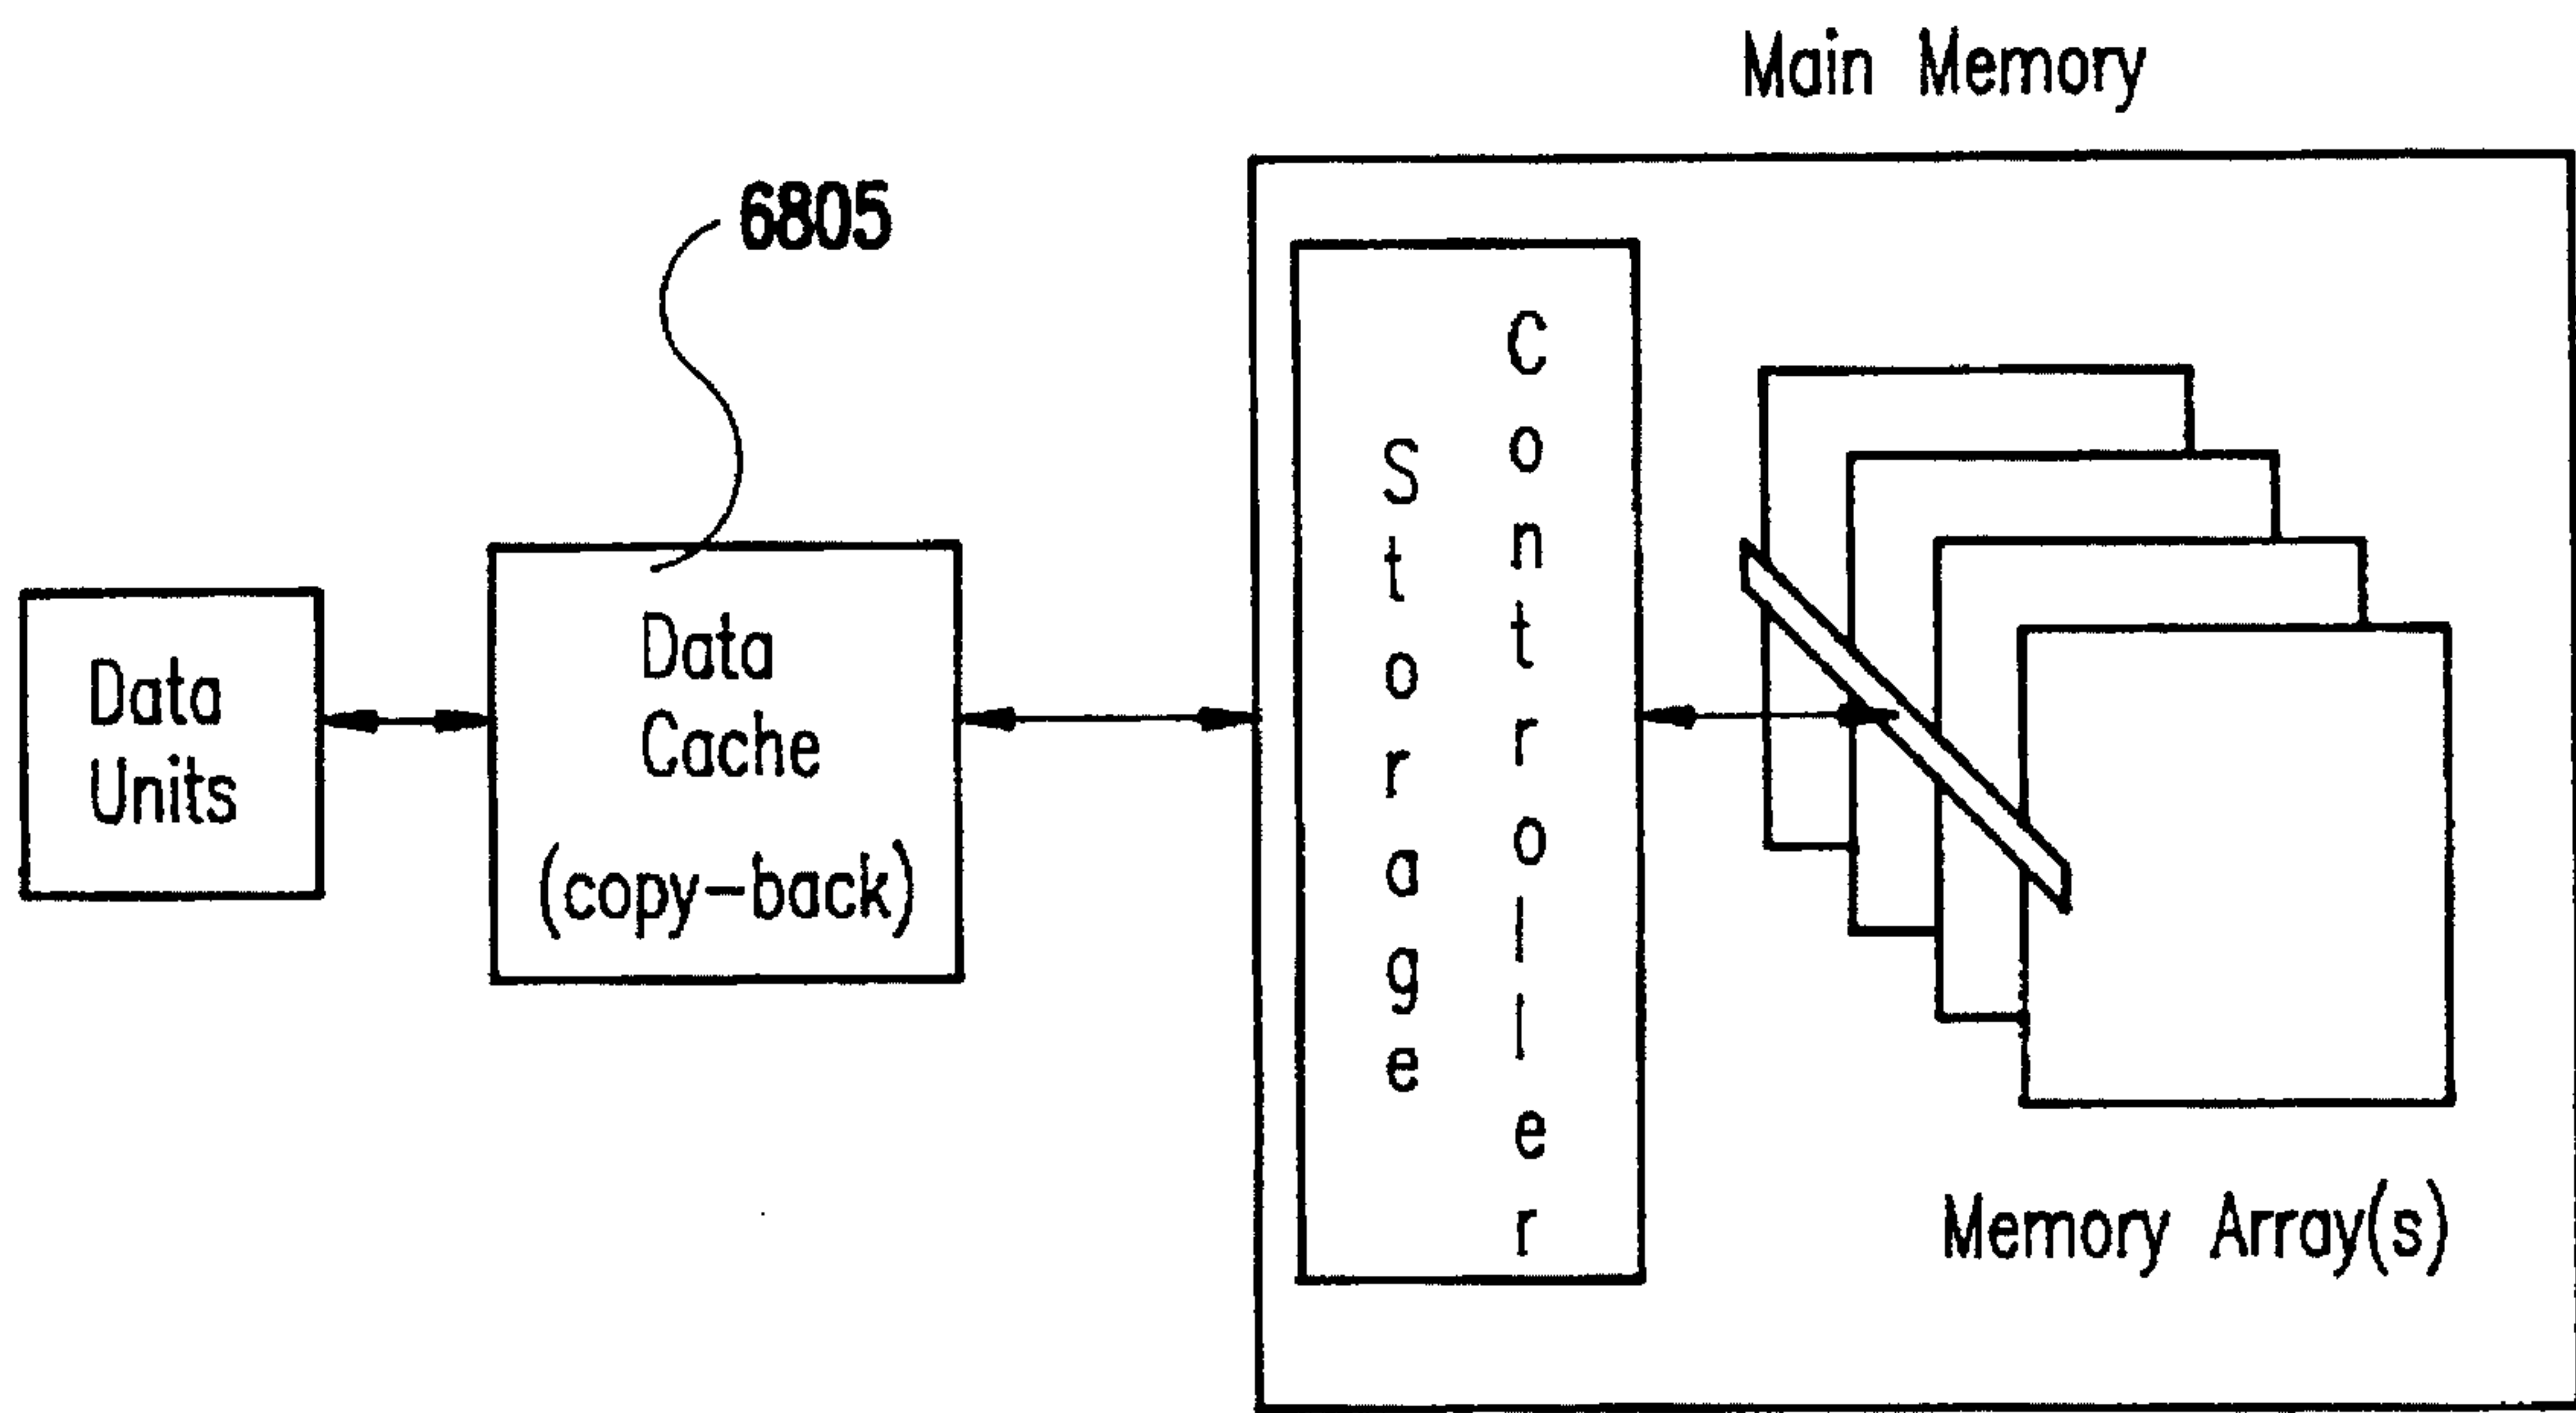 Main Memory
6805
Data
Units
Data
Cache
(copy-back)
Storage
Controller
Memory Array(s)